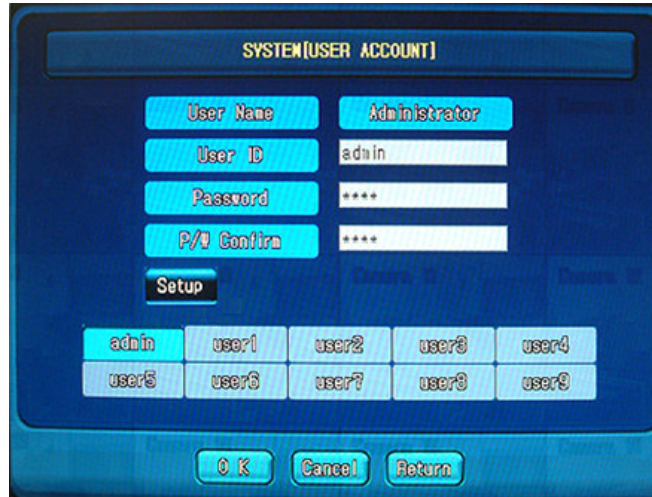 SYSTEM[USER ACCOUNT]
User Name Administrator
User ID admin
Password ****
P/W Confirm ****
Setup
admin user1 user2 user3 user4
user5 user6 user7 user8 user9
O K Cancel Return